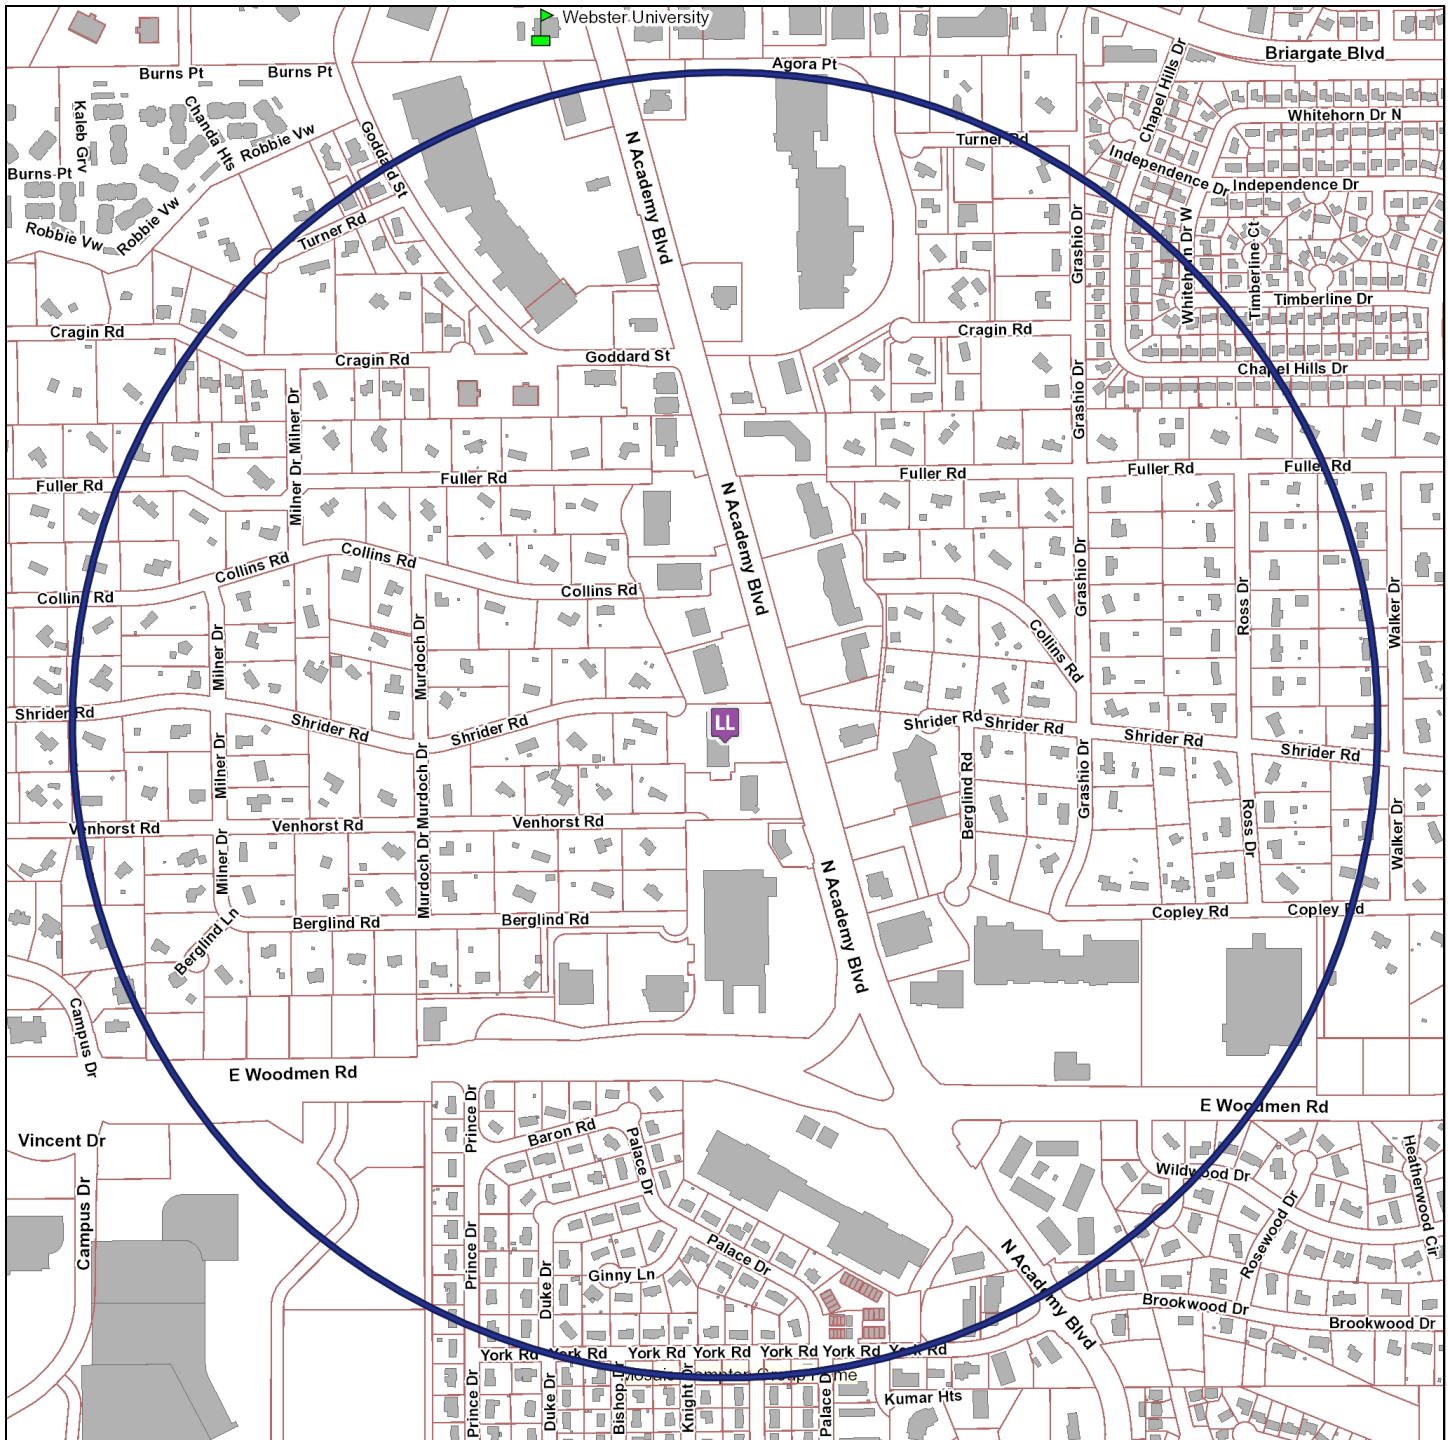 Webster University
Briargate Blvd
Agora Pt
Burns Pt
Burns Pt
Chapel Hills Dr
Kaleb Grv
Chanda Hts
Robbie Vw
Goddard St
Whitehorn Dr N
N Academy Blvd
Turner Rd
Independence Dr
Independence Dr
Burns Pt
Robbie Vw
Robbie Vw
Turner Rd
Grashio Dr
Whitehorn Dr W
Timberline Ct
Timberline Dr
Cragin Rd
Cragin Rd
Goddard St
Cragin Rd
Chapel Hills Dr
Milner Dr
Grashio Dr
Fuller Rd
Milner Dr
Fuller Rd
N Academy Blvd
Fuller Rd
Fuller Rd
Fuller Rd
Collins Rd
Collins Rd
Collins Rd
Collins Rd
Grashio Dr
Ross Dr
Walker Dr
Milner Dr
Murdoch Dr
Collins Rd
Shrider Rd
Shrider Rd
Shrider Rd
LL
Shrider Rd
Shrider Rd
Shrider Rd
Shrider Rd
Milner Dr
Murdoch Dr
Berglind Rd
Grashio Dr
Venhorst Rd
Venhorst Rd
Venhorst Rd
Ross Dr
Walker Dr
Milner Dr
Murdoch Dr
N Academy Blvd
Berglind Ln
Berglind Rd
Berglind Rd
Copley Rd
Copley Rd
Campus Dr
E Woodmen Rd
E Woodmen Rd
Vincent Dr
Prince Dr
Baron Rd
Palace Dr
Wildwood Dr
Heatherwood Cir
Campus Dr
Prince Dr
Duke Dr
Ginny Ln
Palace Dr
N Academy Blvd
Rosewood Dr
Brookwood Dr
Brookwood Dr
York Rd
York Rd
York Rd
York Rd
York Rd
York Rd
York Rd
Prince Dr
Duke Dr
Bishop Dr
Knight Dr
Palace Dr
Kumar Hts